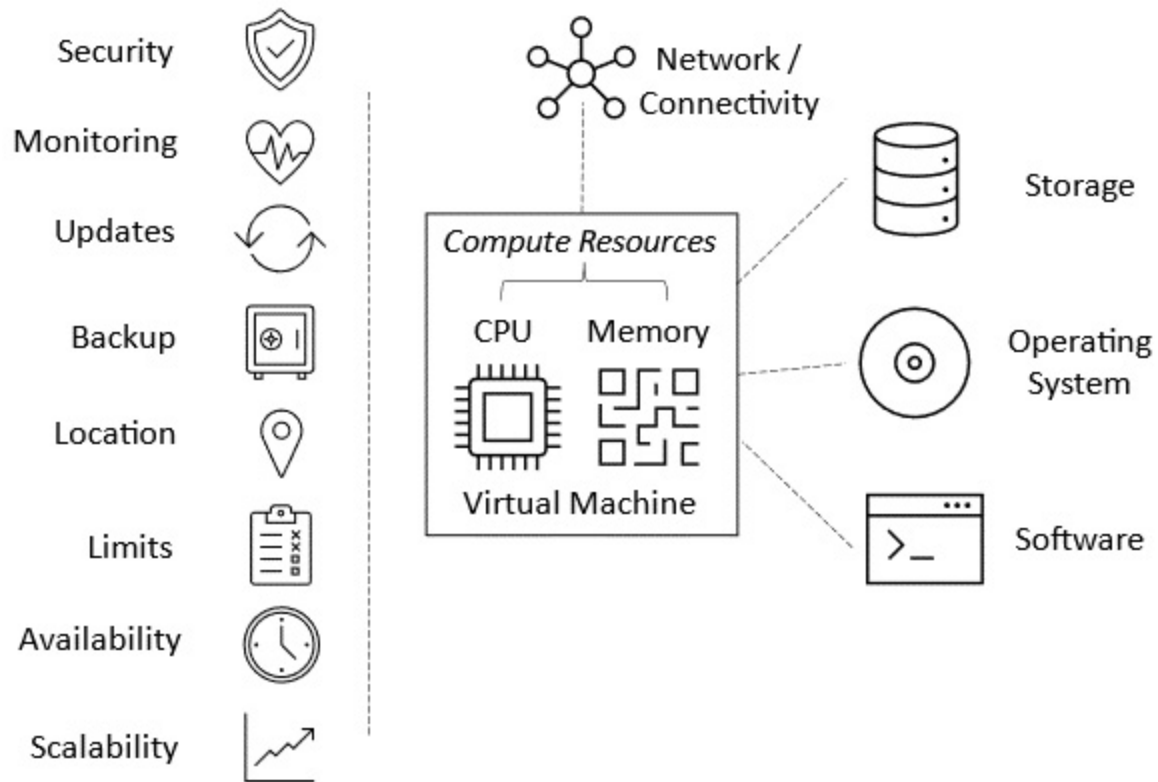 Security
Monitoring
Updates
Backup
Location
Limits
Availability
Scalability
Network /
Connectivity
Compute Resources
CPU Memory
Virtual Machine
Storage
Operating
System
Software